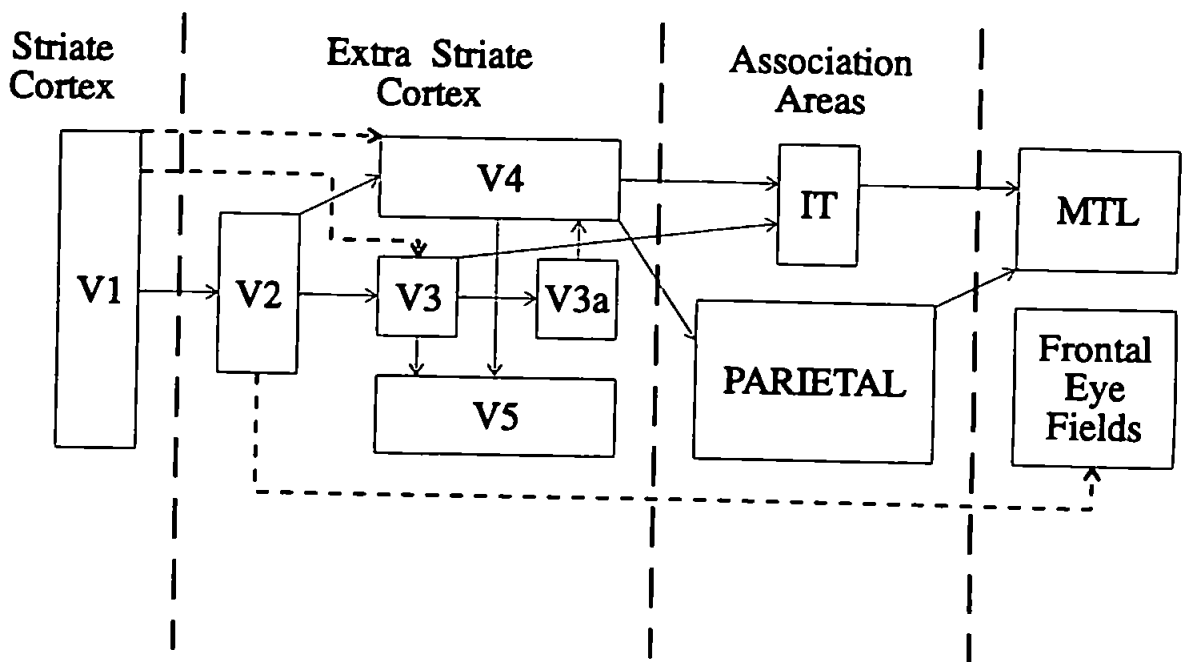 Striate
Cortex
Extra Striate
Cortex
Association
Areas
V1
V2
V4
V3
V3a
V5
IT
PARIETAL
MTL
Frontal
Eye
Fields